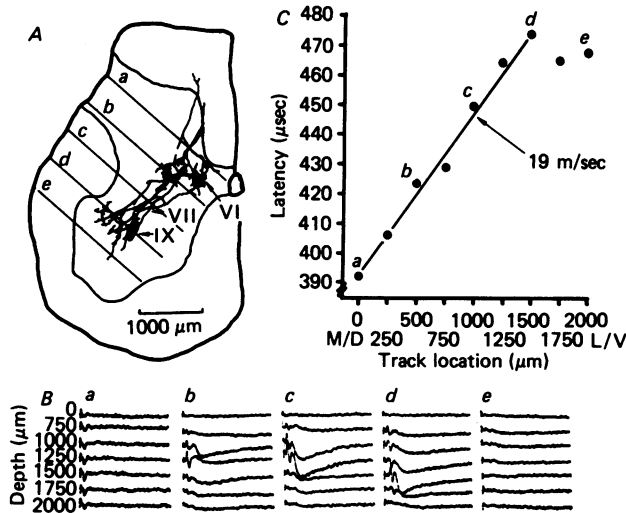 A
a
b
c
d
e
VII
VI
IX
1000 μm
C
480
470
460
450
440
430
420
410
400
390
Latency (μsec)
a
b
c
d
e
19 m/sec
0 500 1000 1500 2000
M/D 250 750 1250 1750 L/V
Track location (μm)
B a b c d e
Depth (μm)
0
750
1000
1250
1500
1750
2000